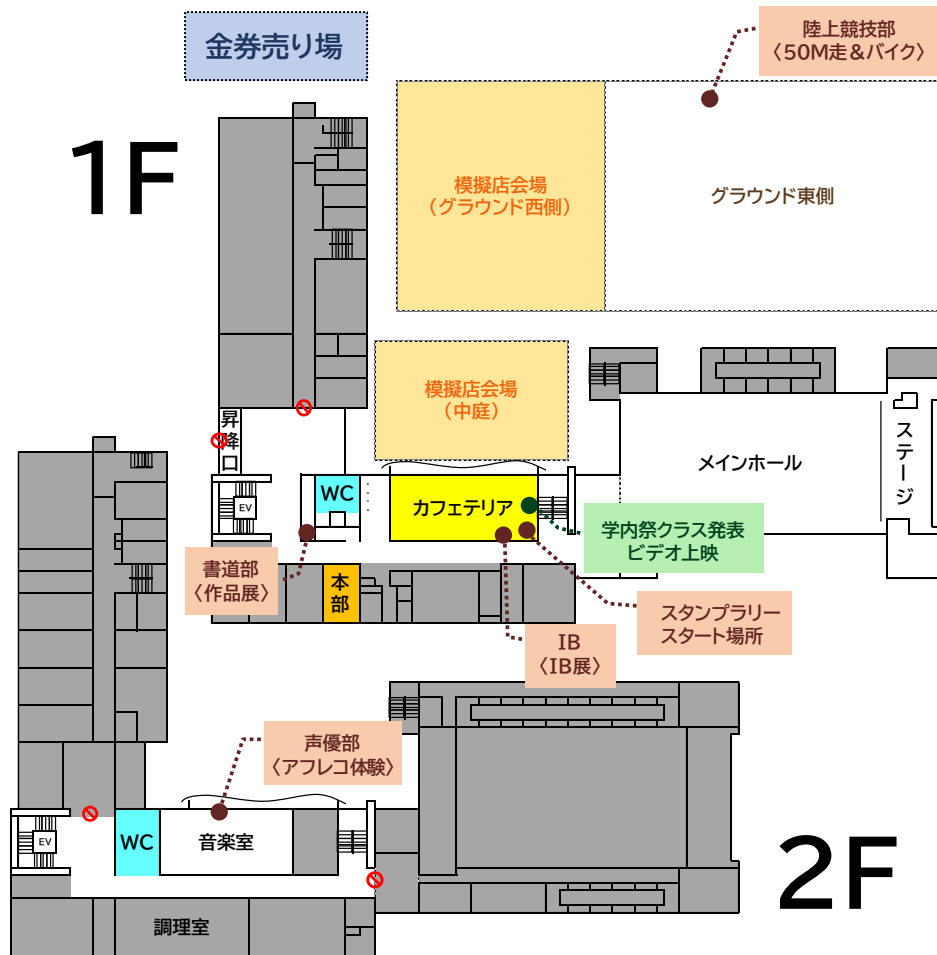 金券売り場
陸上競技部
〈50M走&バイク〉
1F
模擬店会場
（グラウンド西側）
グラウンド東側
模擬店会場
（中庭）
昇降口
メインホール
ステージ
WC
EV
カフェテリア
学内祭クラス発表
ビデオ上映
書道部
〈作品展〉
本部
スタンプラリー
スタート場所
IB
〈IB展〉
声優部
〈アフレコ体験〉
EV
WC
音楽室
2F
調理室